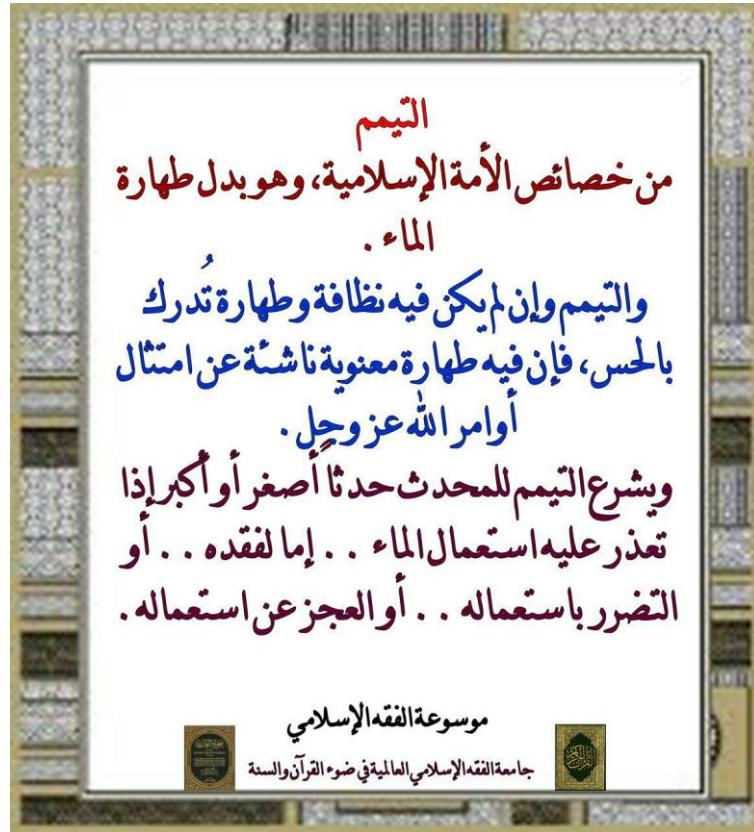 التيمم
من خصائص الأمة الإسلامية، وهو بدل طهارة
الماء .
والتيمم وإن لم يكن فيه نظافة وطهارة تُدرك
بالحس، فإن فيه طهارة معنوية ناشئة عن امتثال
أوامر الله عز وجل .
ويشرع التيمم للمحدث حدثاً أصغر أو أكبر إذا
تعذر عليه استعمال الماء . . إما لفقده . . أو
التضرر باستعماله . . أو العجز عن استعماله .
موسوعة الفقه الإسلامي
جامعة الفقه الإسلامي العالمية في ضوء القرآن والسنة